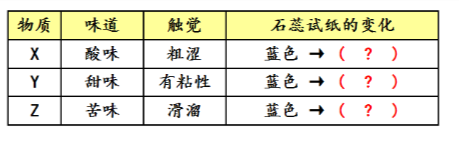 物质 味道 触觉 石蕊试纸的变化
X 酸味 粗涩 蓝色 → ( ? )
Y 甜味 有粘性 蓝色 → ( ? )
Z 苦味 滑溜 蓝色 → ( ? )